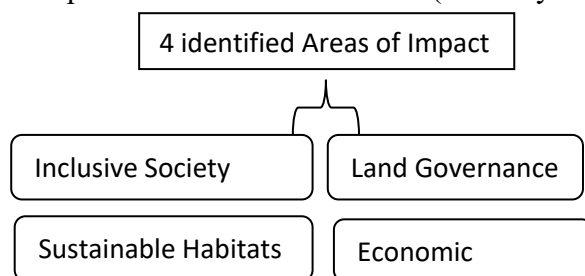 4 identified Areas of Impact
Inclusive Society
Land Governance
Sustainable Habitats
Economic